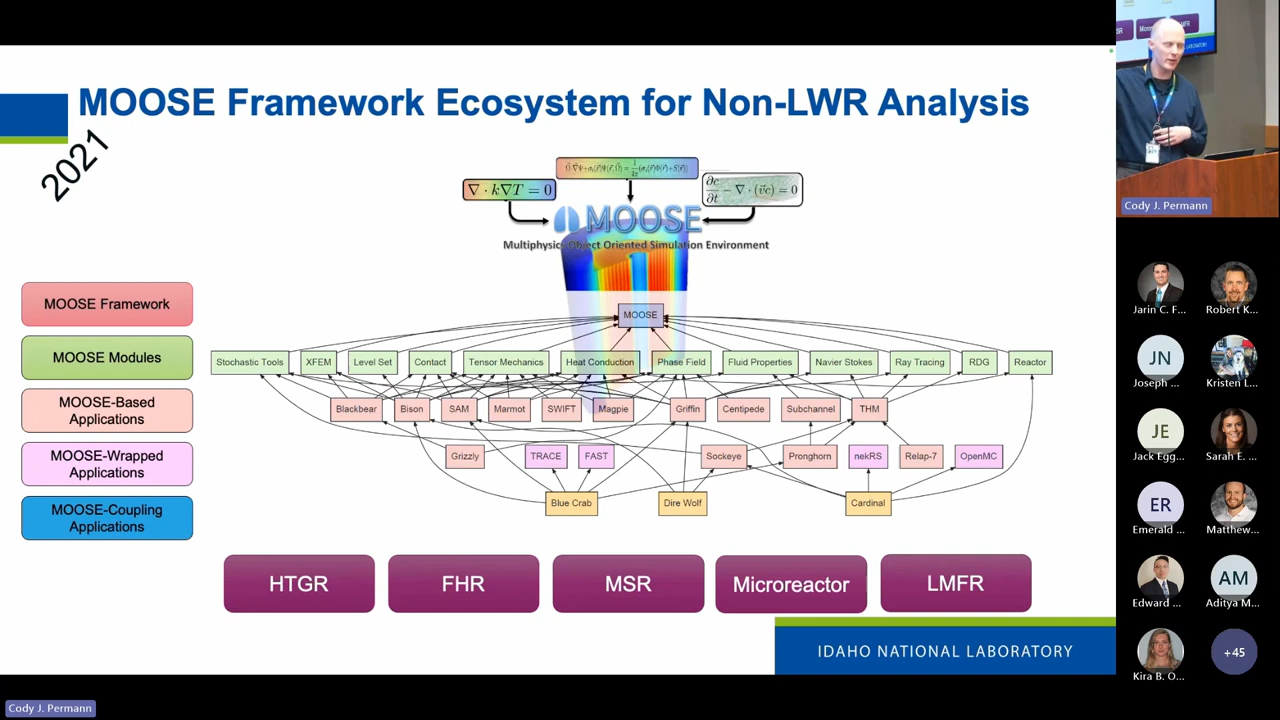 MOOSE Framework Ecosystem for Non-LWR Analysis
2021
∇ · k∇T = 0
∂c/∂t − ∇ · (v⃗c) = 0
MOOSE
Multiphysics Object Oriented Simulation Environment
MOOSE Framework
MOOSE Modules
MOOSE-Based
Applications
MOOSE-Wrapped
Applications
MOOSE-Coupling
Applications
MOOSE
Stochastic Tools XFEM Level Set Contact Tensor Mechanics Heat Conduction Phase Field Fluid Properties Navier Stokes Ray Tracing RDG Reactor
Blackbear Bison SAM Marmot SWIFT Magpie Griffin Centipede Subchannel THM
Grizzly TRACE FAST Sockeye Pronghorn nekRS Relap-7 OpenMC
Blue Crab Dire Wolf Cardinal
HTGR FHR MSR Microreactor LMFR
IDAHO NATIONAL LABORATORY
Cody J. Permann
Cody J. Permann
Jarin C. F... Robert K...
JN
Joseph ... Kristen L...
JE
Jack Egg... Sarah E. ...
ER
Emerald ... Matthew...
AM
Edward ... Aditya M...
+45
Kira B. O...